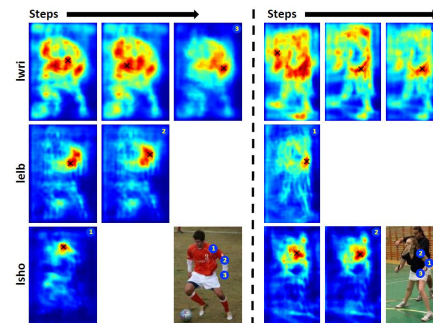 Steps Steps
lwri 3
lelb 2 1
lsho 1 1 2
2 2 1
3 3